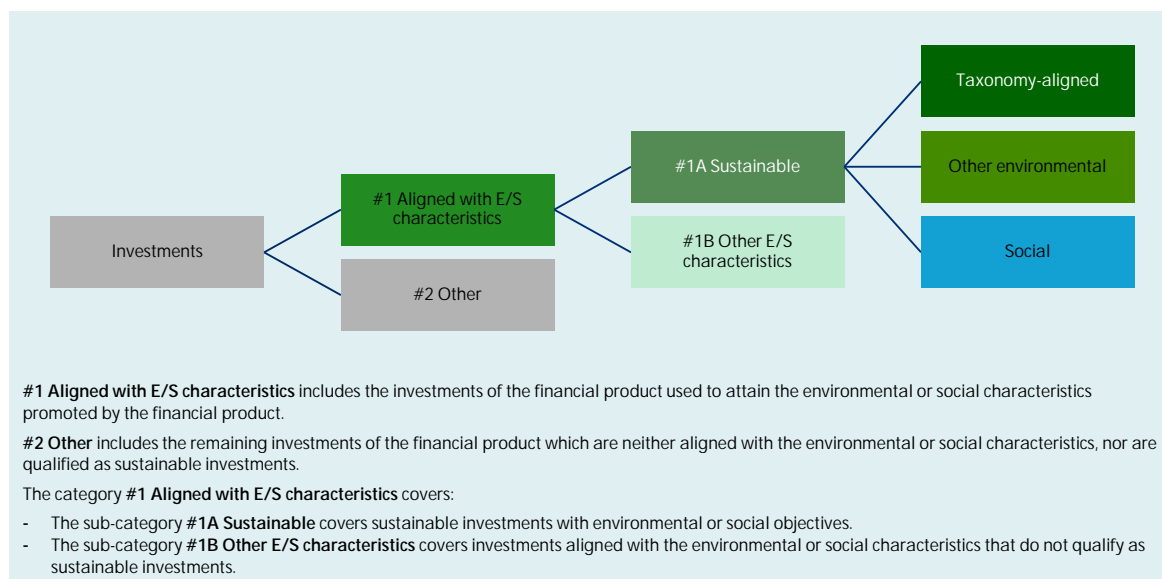 Taxonomy-aligned
#1A Sustainable
Other environmental
#1 Aligned with E/S
characteristics
#1B Other E/S
characteristics
Social
Investments
#2 Other
#1 Aligned with E/S characteristics includes the investments of the financial product used to attain the environmental or social characteristics
promoted by the financial product.
#2 Other includes the remaining investments of the financial product which are neither aligned with the environmental or social characteristics, nor are
qualified as sustainable investments.
The category #1 Aligned with E/S characteristics covers:
- The sub-category #1A Sustainable covers sustainable investments with environmental or social objectives.
- The sub-category #1B Other E/S characteristics covers investments aligned with the environmental or social characteristics that do not qualify as
sustainable investments.